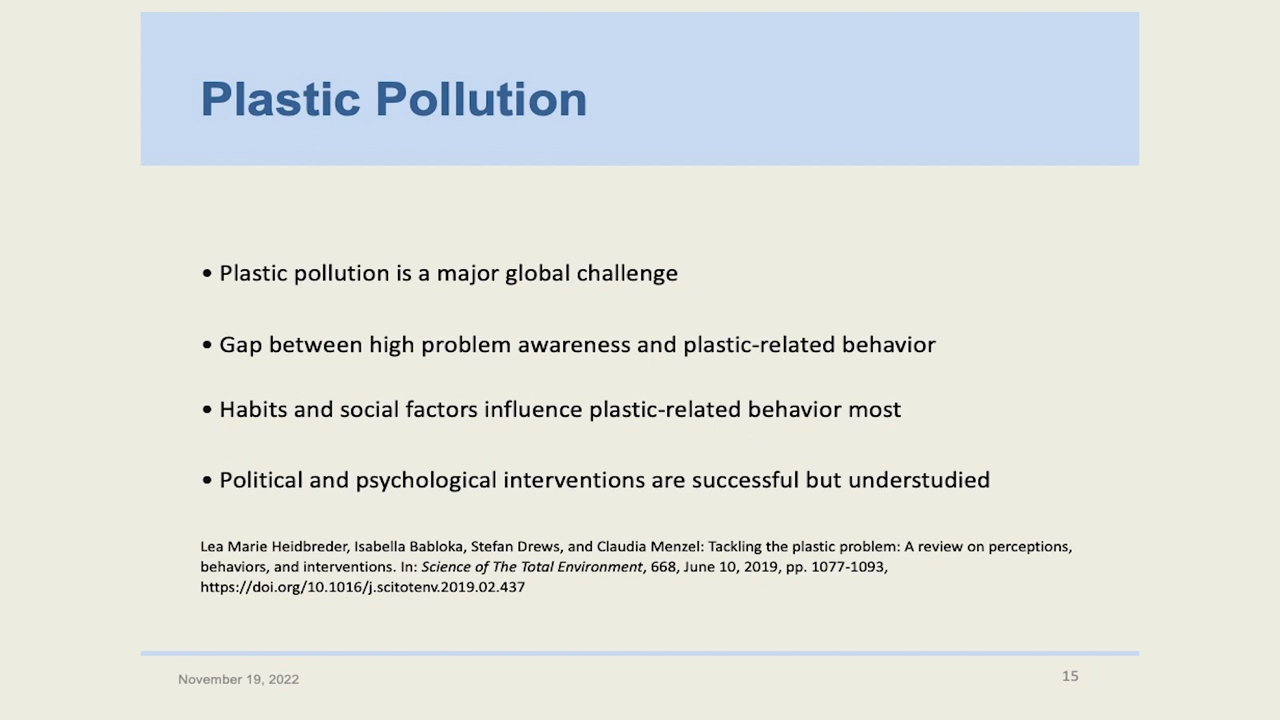 Plastic Pollution
• Plastic pollution is a major global challenge
• Gap between high problem awareness and plastic-related behavior
• Habits and social factors influence plastic-related behavior most
• Political and psychological interventions are successful but understudied
Lea Marie Heidbreder, Isabella Babloka, Stefan Drews, and Claudia Menzel: Tackling the plastic problem: A review on perceptions,
behaviors, and interventions. In: Science of The Total Environment, 668, June 10, 2019, pp. 1077-1093,
https://doi.org/10.1016/j.scitotenv.2019.02.437
November 19, 2022
15